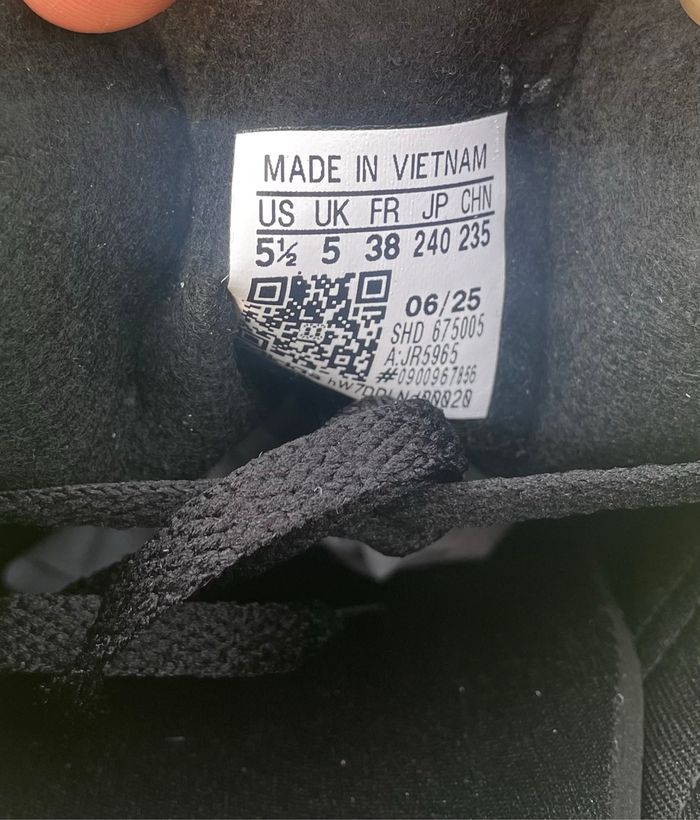 MADE IN VIETNAM
US UK FR JP CHN
5½ 5 38 240 235
06/25
SHD 675005
A:JR5965
#0900967856